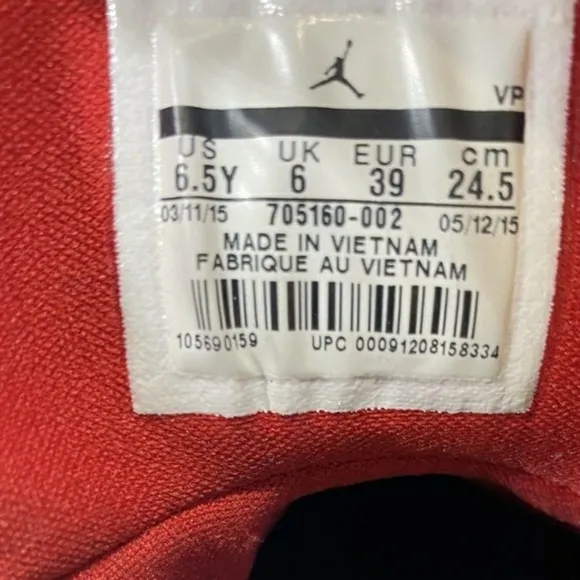 VP
US UK EUR cm
6.5Y 6 39 24.5
03/11/15 705160-002 05/12/15
MADE IN VIETNAM
FABRIQUE AU VIETNAM
105690159 UPC 00091208158334